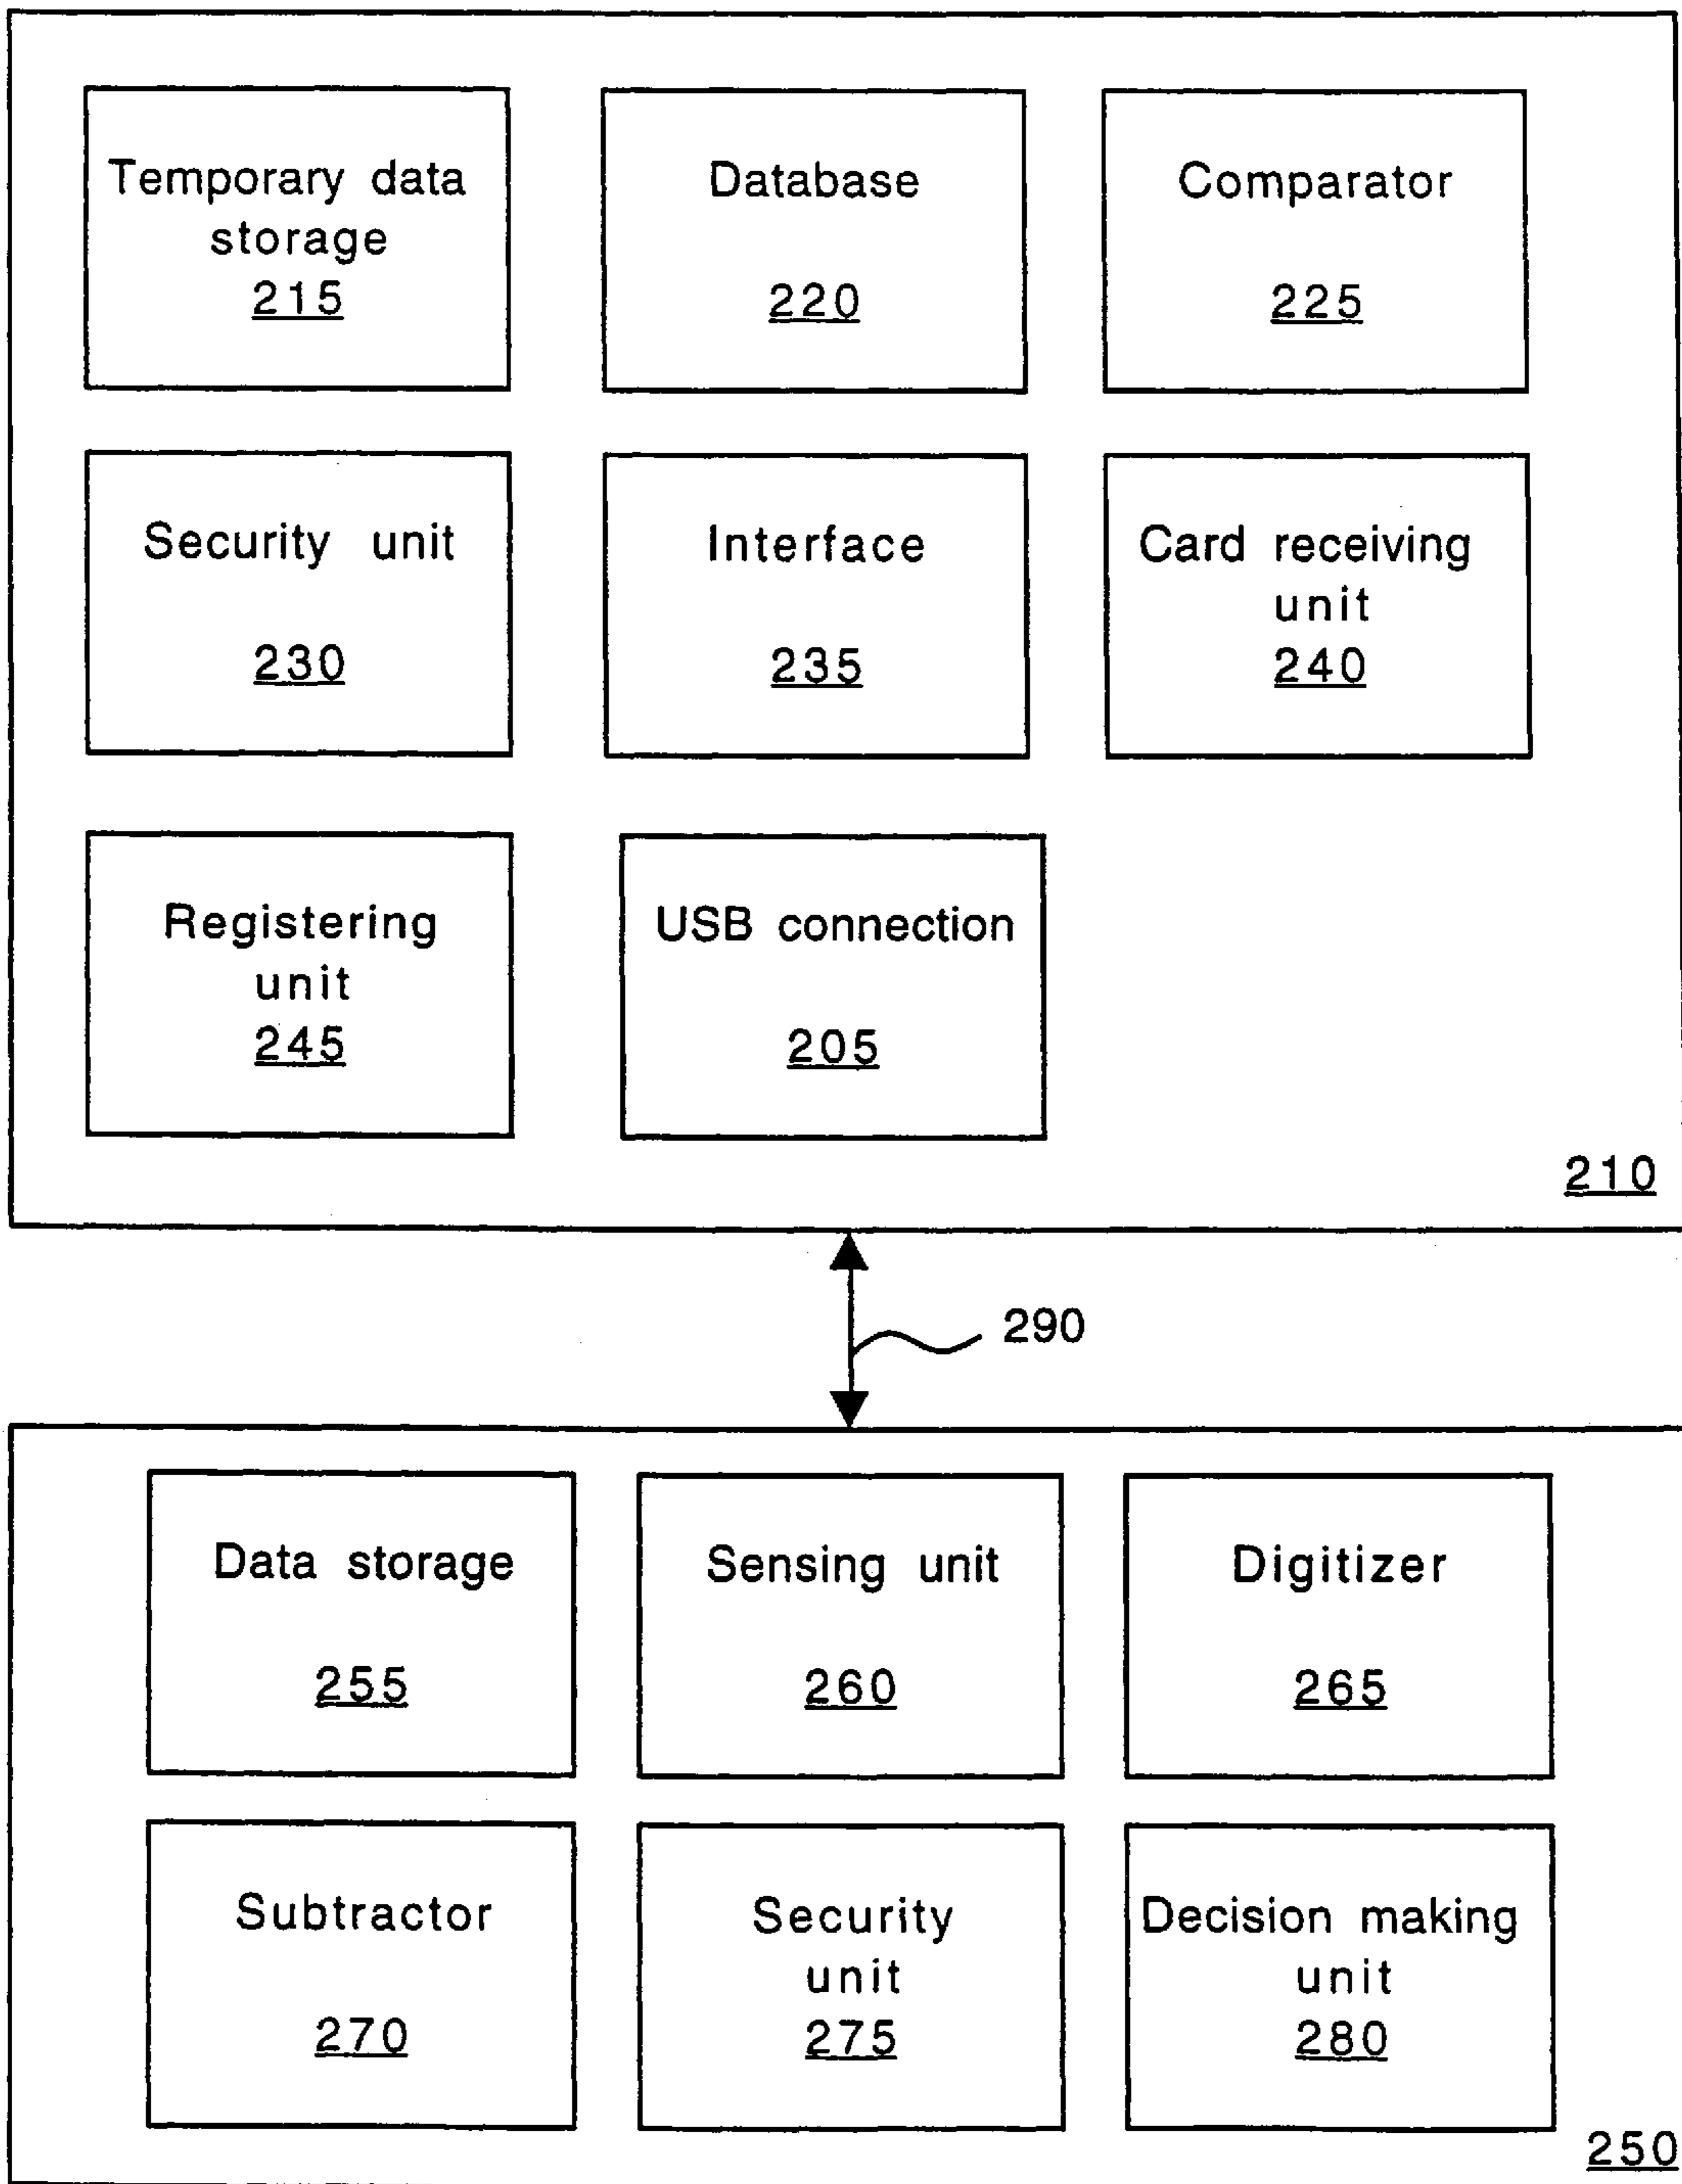 Temporary data
storage
215
Database
220
Comparator
225
Security unit
230
Interface
235
Card receiving
unit
240
Registering
unit
245
USB connection
205
210
290
Data storage
255
Sensing unit
260
Digitizer
265
Subtractor
270
Security
unit
275
Decision making
unit
280
250